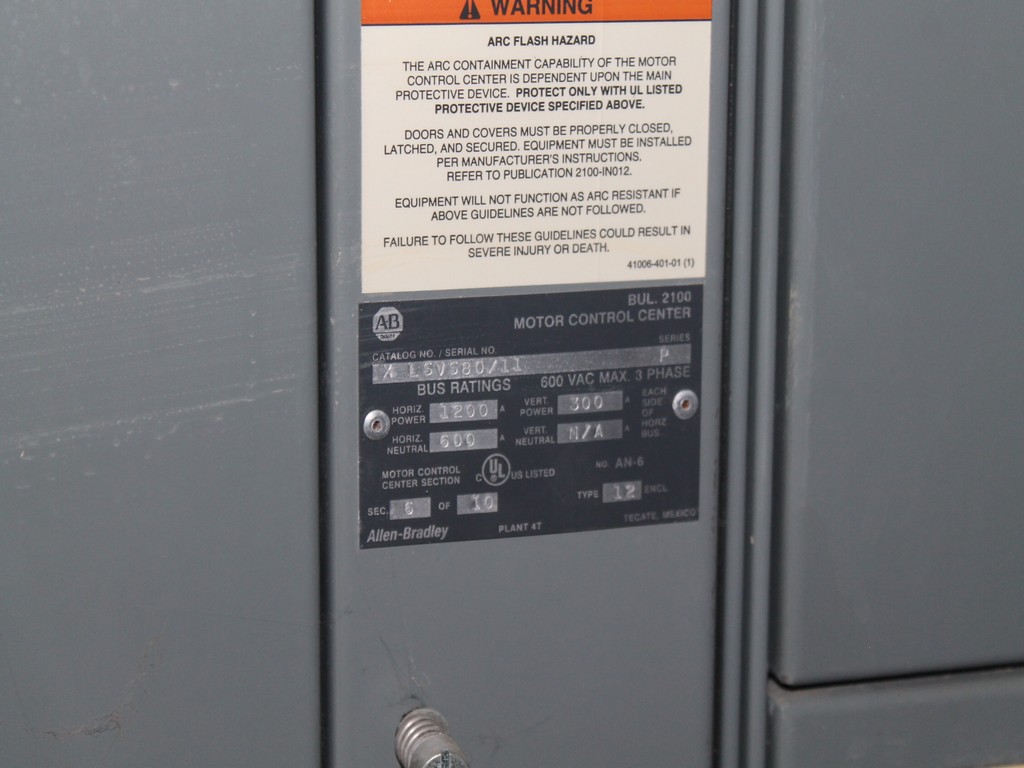 WARNING
ARC FLASH HAZARD
THE ARC CONTAINMENT CAPABILITY OF THE MOTOR
CONTROL CENTER IS DEPENDENT UPON THE MAIN
PROTECTIVE DEVICE. PROTECT ONLY WITH UL LISTED
PROTECTIVE DEVICE SPECIFIED ABOVE.
DOORS AND COVERS MUST BE PROPERLY CLOSED,
LATCHED, AND SECURED. EQUIPMENT MUST BE INSTALLED
PER MANUFACTURER'S INSTRUCTIONS.
REFER TO PUBLICATION 2100-IN012.
EQUIPMENT WILL NOT FUNCTION AS ARC RESISTANT IF
ABOVE GUIDELINES ARE NOT FOLLOWED.
FAILURE TO FOLLOW THESE GUIDELINES COULD RESULT IN
SEVERE INJURY OR DEATH.
41006-401-01 (1)
AB
BUL. 2100
MOTOR CONTROL CENTER
CATALOG NO. / SERIAL NO.
SERIES
P
BUS RATINGS 600 VAC MAX. 3 PHASE
HORIZ. POWER 1200 A VERT. POWER 300 A EACH SIDE OF HORZ BUS.
HORIZ. NEUTRAL 600 A VERT. NEUTRAL N/A A
MOTOR CONTROL CENTER SECTION C UL US LISTED NO. AN-6
SEC. 6 OF 10 TYPE 12 ENCL
Allen-Bradley PLANT 4T TECATE, MEXICO